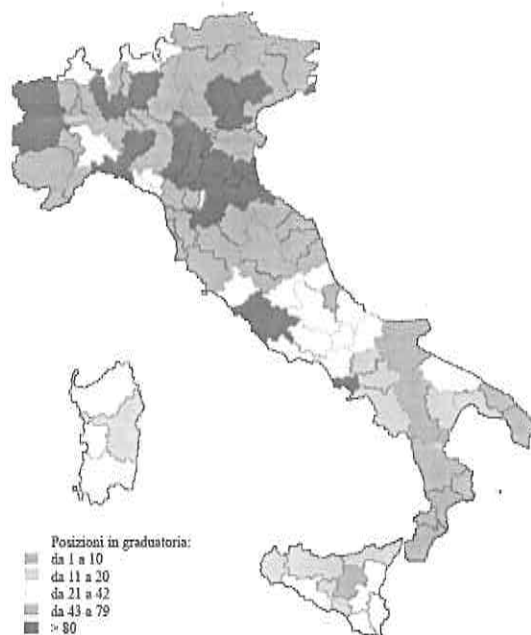 Posizioni in graduatoria:
da 1 a 10
da 11 a 20
da 21 a 42
da 43 a 79
> 80